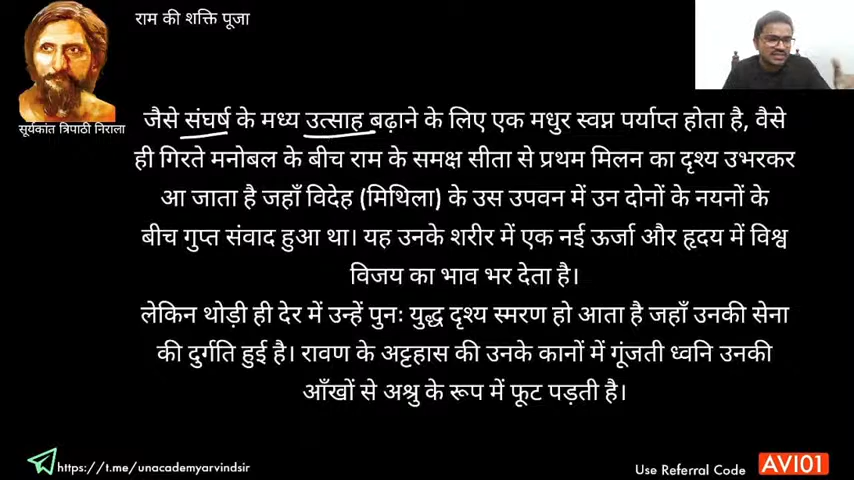 राम की शक्ति पूजा
सूर्यकांत त्रिपाठी निराला
जैसे संघर्ष के मध्य उत्साह बढ़ाने के लिए एक मधुर स्वप्न पर्याप्त होता है, वैसे
ही गिरते मनोबल के बीच राम के समक्ष सीता से प्रथम मिलन का दृश्य उभरकर
आ जाता है जहाँ विदेह (मिथिला) के उस उपवन में उन दोनों के नयनों के
बीच गुप्त संवाद हुआ था। यह उनके शरीर में एक नई ऊर्जा और हृदय में विश्व
विजय का भाव भर देता है।
लेकिन थोड़ी ही देर में उन्हें पुनः युद्ध दृश्य स्मरण हो आता है जहाँ उनकी सेना
की दुर्गति हुई है। रावण के अट्टहास की उनके कानों में गूंजती ध्वनि उनकी
आँखों से अश्रु के रूप में फूट पड़ती है।
https://t.me/unacademyarvindsir
Use Referral Code AVI01